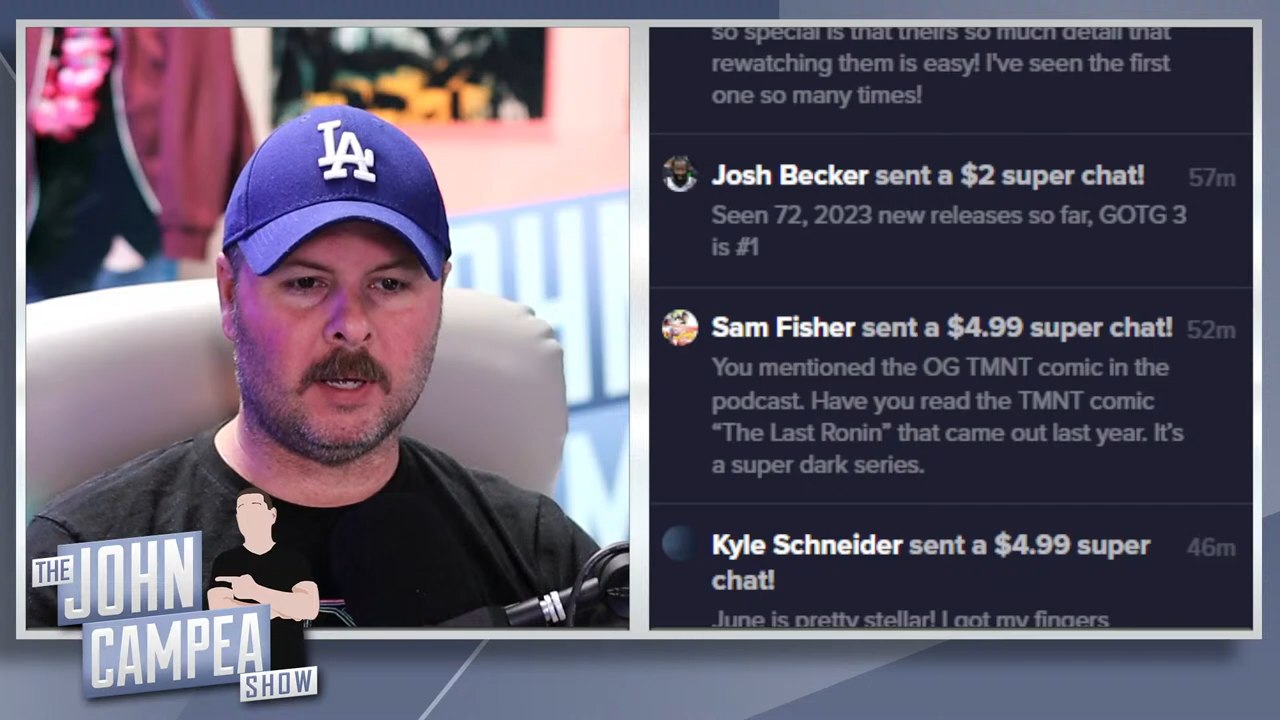 LA
THE
JOHN
CAMPEA
SHOW
so special is that theirs so much detail that
rewatching them is easy! I've seen the first
one so many times!
Josh Becker sent a $2 super chat! 57m
Seen 72, 2023 new releases so far, GOTG 3
is #1
Sam Fisher sent a $4.99 super chat! 52m
You mentioned the OG TMNT comic in the
podcast. Have you read the TMNT comic
“The Last Ronin” that came out last year. It's
a super dark series.
Kyle Schneider sent a $4.99 super 46m
chat!
June is pretty stellar! I got my fingers